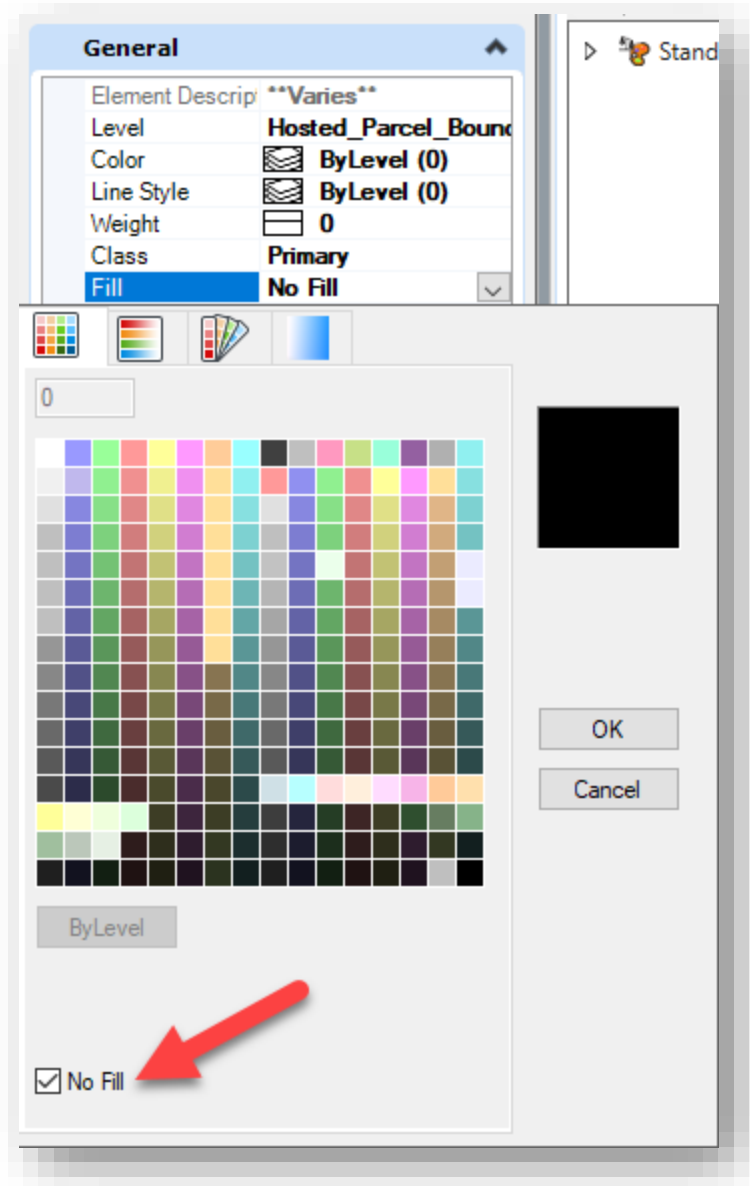 General
Stand
Element Descrip **Varies**
Level Hosted_Parcel_Boun
Color ByLevel (0)
Line Style ByLevel (0)
Weight 0
Class Primary
Fill No Fill
0
OK
Cancel
ByLevel
No Fill